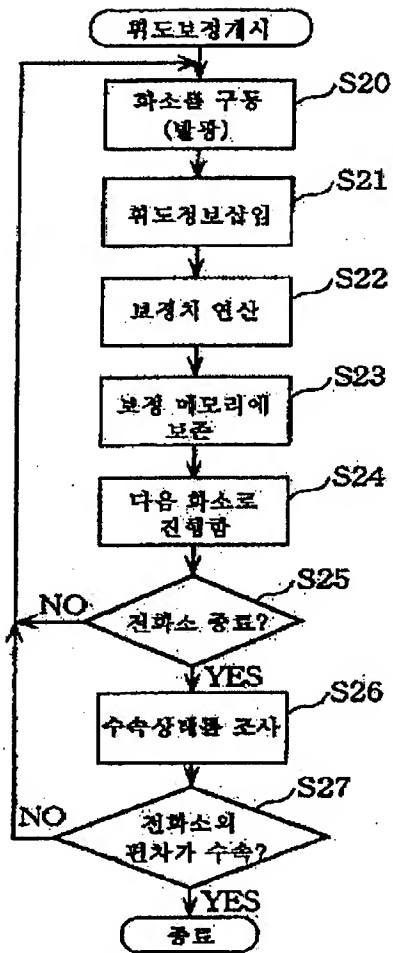 휘도보정개시
화소를 구동
(발광)
S20
휘도정보삽입
S21
보정치 연산
S22
보정 메모리에
보존
S23
다음 화소로
진행함
S24
전화소 종료?
S25
NO
YES
수속상태를 조사
S26
전화소의
편차가 수속?
S27
NO
YES
종료